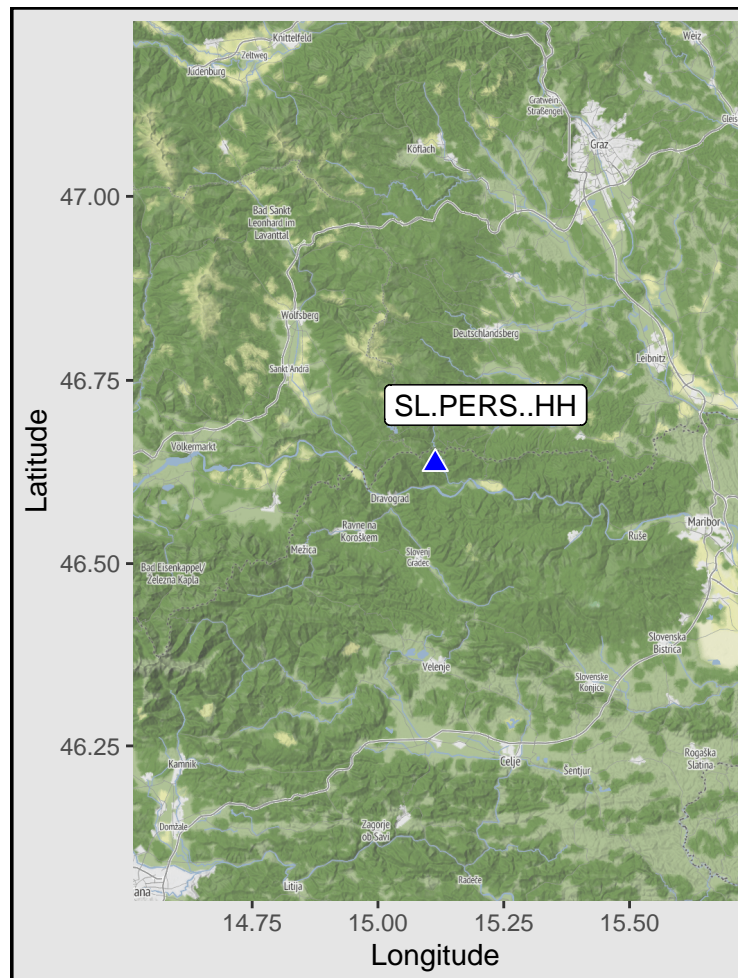 Knittelfeld
Zeltweg
Judenburg
Weiz
Gratwein-
Straßengel
Gleis
Graz
Köflach
47.00
Bad Sankt
Leonhard im
Lavanttal
Wolfsberg
Deutschlandsberg
Leibnitz
Sankt Andrä
46.75
SL.PERS..HH
Völkermarkt
Latitude
Dravograd
Ravne na
Koroškem
Maribor
Ruše
Mežica
Slovenj
Gradec
46.50
Bad Eisenkappel/
Železna Kapla
Slovenska
Bistrica
Velenje
Slovenske
Konjice
46.25
Rogaška
Slatina
Kamnik
Celje
Šentjur
Domžale
Zagorje
ob Savi
Litija
Radeče
ana
14.75
15.00
15.25
15.50
Longitude